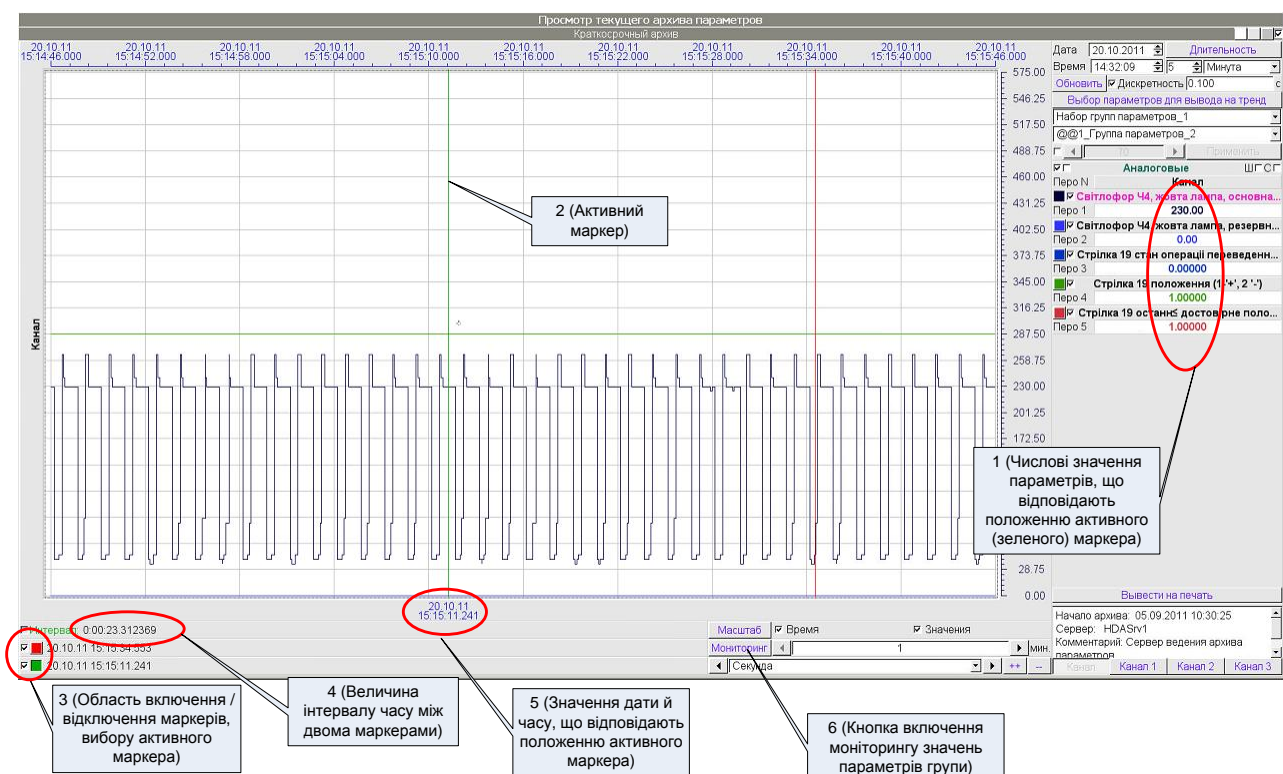 Просмотр текущего архива параметров
Краткосрочный архив
20.10.11 20.10.11 20.10.11 20.10.11 20.10.11 20.10.11 20.10.11 20.10.11 20.10.11 20.10.11 20.10.11
15:14:46.000 15:14:52.000 15:14:58.000 15:15:04.000 15:15:10.000 15:15:16.000 15:15:22.000 15:15:28.000 15:15:34.000 15:15:40.000 15:15:46.000
575.00
546.25
517.50
488.75
460.00
431.25
402.50
373.75
345.00
316.25
287.50
258.75
230.00
201.25
172.50
28.75
0.00
Канал
Дата 20.10.2011 Длительность
Время 14:32:09 5 Минута
Обновить Дискретность 0.100 с
Выбор параметров для вывода на тренд
Набор групп параметров_1
@@1_Группа параметров_2
10 Применить
Аналоговые Ш С
Перо N Канал
Світлофор Ч4, жовта лампа, основна...
Перо 1 230.00
Світлофор Ч4, жовта лампа, резервн...
Перо 2 0.00
Стрілка 19 стан операції переведенн...
Перо 3 0.00000
Стрілка 19 положення (1-'+', 2 '-')
Перо 4 1.00000
Стрілка 19 останнѕ достовірне поло...
Перо 5 1.00000
2 (Активний
маркер)
1 (Числові значення
параметрів, що
відповідають
положенню активного
(зеленого) маркера)
20.10.11
15:15:11.241
Интервал: 0:00:23.312369
20.10.11 15:15:34.553
20.10.11 15:15:11.241
Масштаб Время Значения
Мониторинг 1 мин.
Секунда ++ --
Вывести на печать
Начало архива: 05.09.2011 10:30:25
Сервер: HDASrv1
Комментарий: Сервер ведения архива
параметров
Канал Канал 1 Канал 2 Канал 3
3 (Область включення /
відключення маркерів,
вибору активного
маркера)
4 (Величина
інтервалу часу між
двома маркерами)
5 (Значення дати й
часу, що відповідають
положенню активного
маркера)
6 (Кнопка включення
моніторингу значень
параметрів групи)